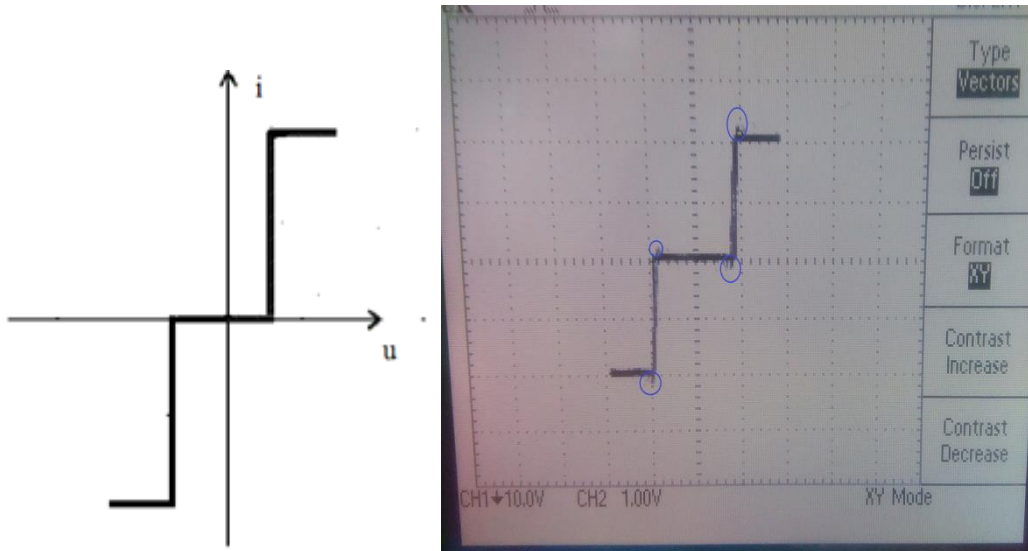 i
u
Type
Vectors
Persist
Off
Format
XY
Contrast
Increase
Contrast
Decrease
CH1 10.0V CH2 1.00V XY Mode